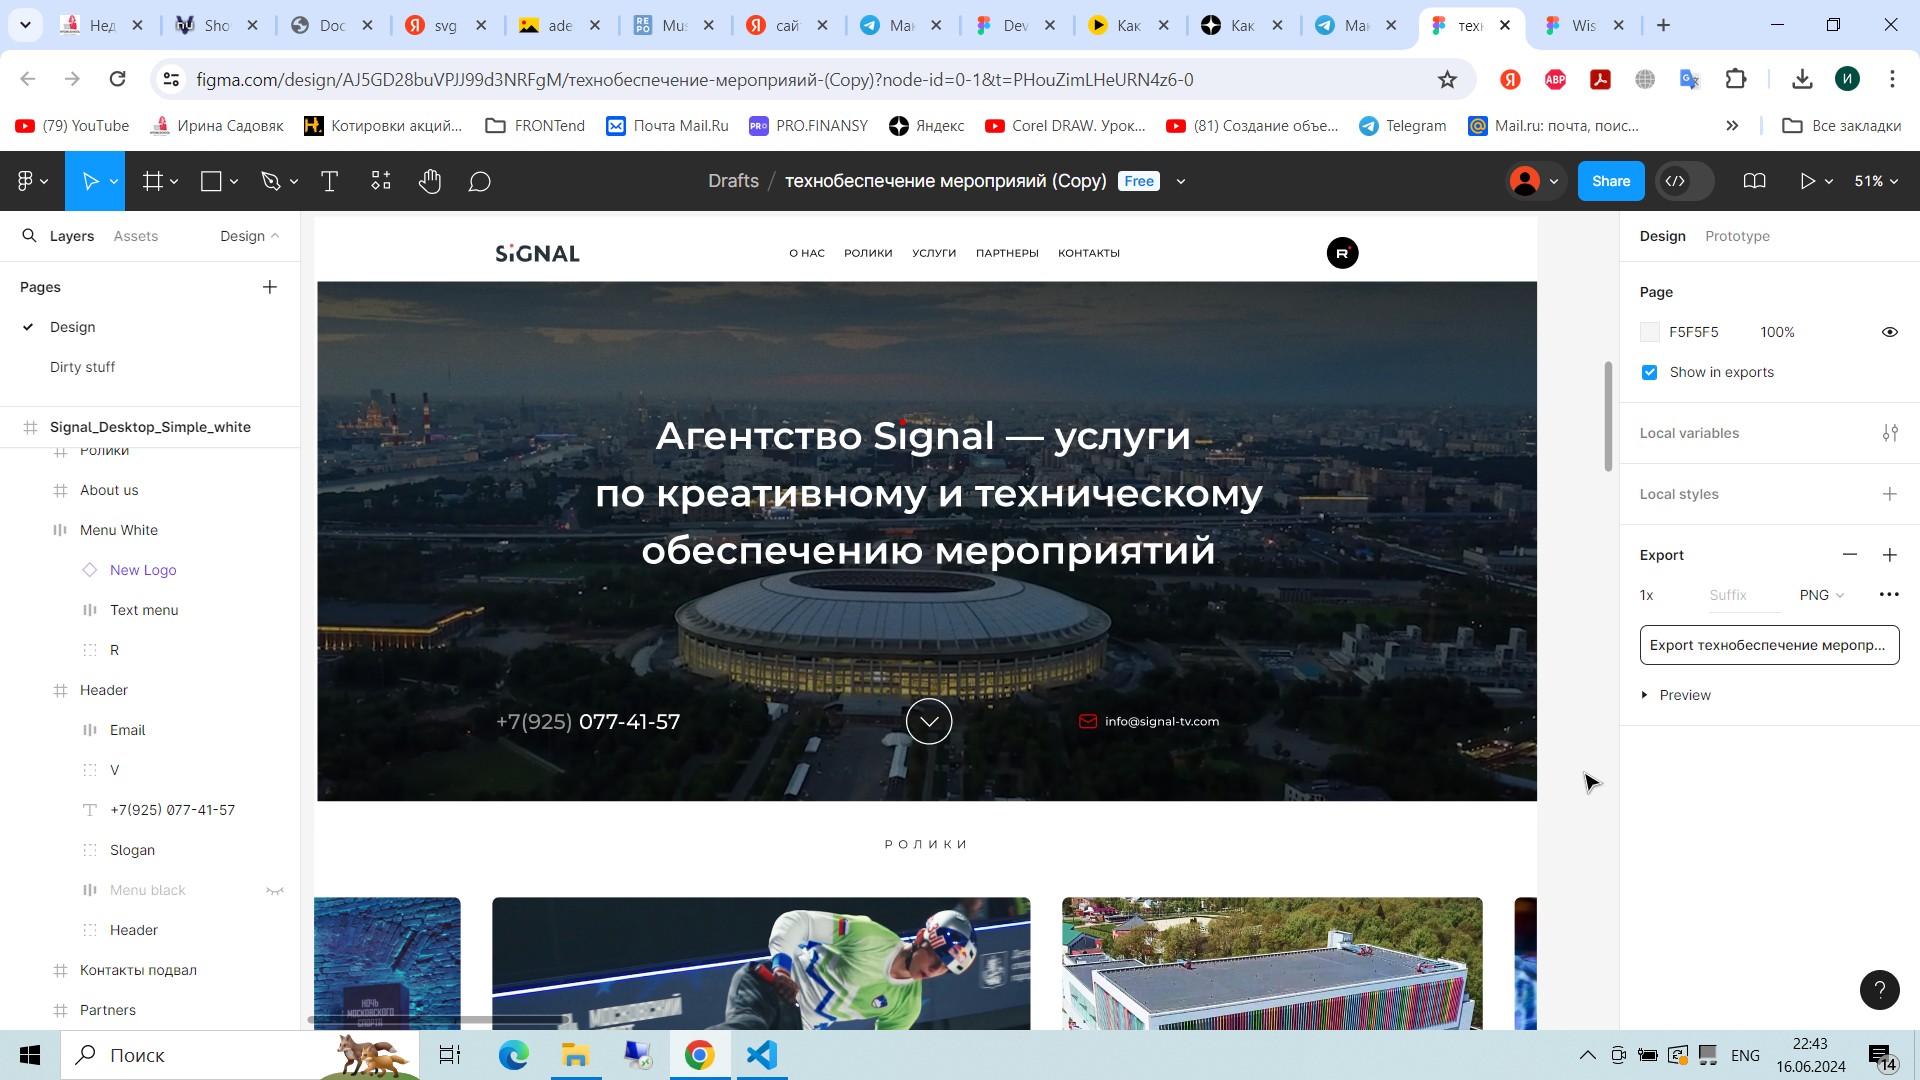 Нед
Sho
Doc
svg
ade
Mus
сай
Мак
Dev
Как
Как
Мак
техн
Wis
figma.com/design/AJ5GD28buVPJJ99d3NRFgM/технобеспечение-мероприяий-(Copy)?node-id=0-1&t=PHouZimLHeURN4z6-0
(79) YouTube
Ирина Садовяк
Котировки акций...
FRONTend
Почта Mail.Ru
PRO.FINANSY
Яндекс
Corel DRAW. Урок...
(81) Создание объе...
Telegram
Mail.ru: почта, поис...
Все закладки
Drafts / технобеспечение мероприяий (Copy) Free
Share
51%
Layers Assets Design
Pages
Design
Dirty stuff
Signal_Desktop_Simple_white
Ролики
About us
Menu White
New Logo
Text menu
R
Header
Email
V
+7(925) 077-41-57
Slogan
Menu black
Header
Контакты подвал
Partners
SiGNAL
О НАС РОЛИКИ УСЛУГИ ПАРТНЕРЫ КОНТАКТЫ
R
Агентство Signal — услуги
по креативному и техническому
обеспечению мероприятий
+7(925) 077-41-57
info@signal-tv.com
РОЛИКИ
НОЧЬ
МОСКОВСКОГО
СПОРТА
Design Prototype
Page
F5F5F5 100%
Show in exports
Local variables
Local styles
Export
1x Suffix PNG
Export технобеспечение меропр...
Preview
?
Поиск
ENG
22:43
16.06.2024
14